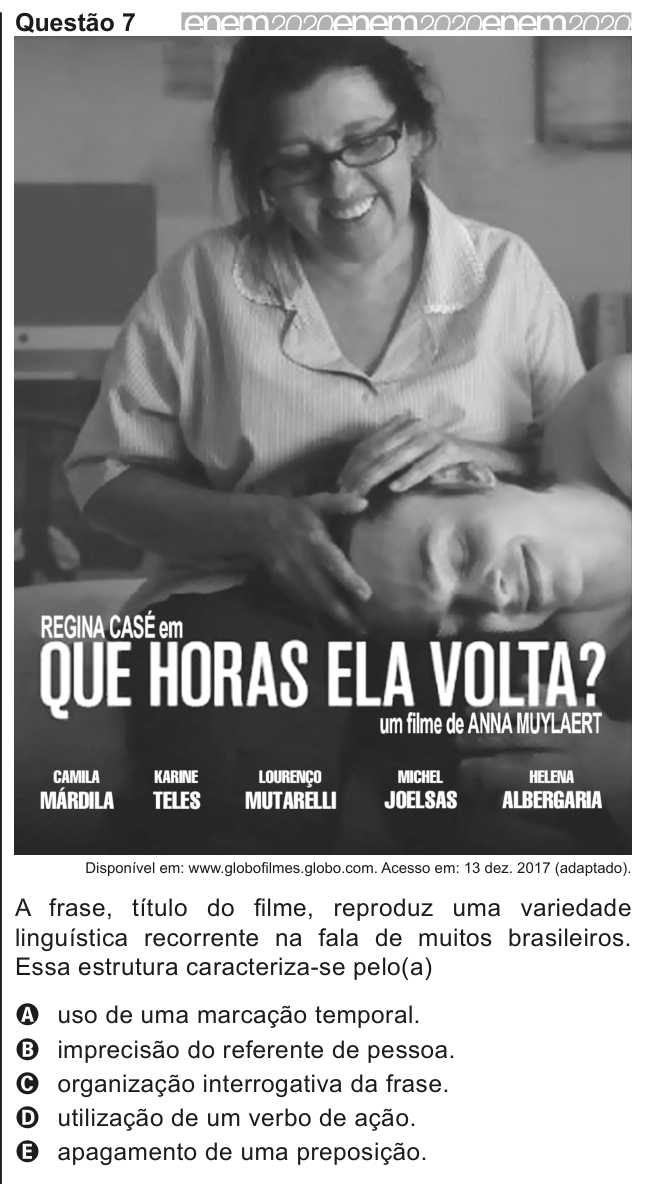 Questão 7
enem2020enem2020enem2020
REGINA CASÉ em
QUE HORAS ELA VOLTA?
um filme de ANNA MUYLAERT
CAMILA MÁRDILA
KARINE TELES
LOURENÇO MUTARELLI
MICHEL JOELSAS
HELENA ALBERGARIA
Disponível em: www.globofilmes.globo.com. Acesso em: 13 dez. 2017 (adaptado).
A frase, título do filme, reproduz uma variedade
linguística recorrente na fala de muitos brasileiros.
Essa estrutura caracteriza-se pelo(a)
A uso de uma marcação temporal.
B imprecisão do referente de pessoa.
C organização interrogativa da frase.
D utilização de um verbo de ação.
E apagamento de uma preposição.